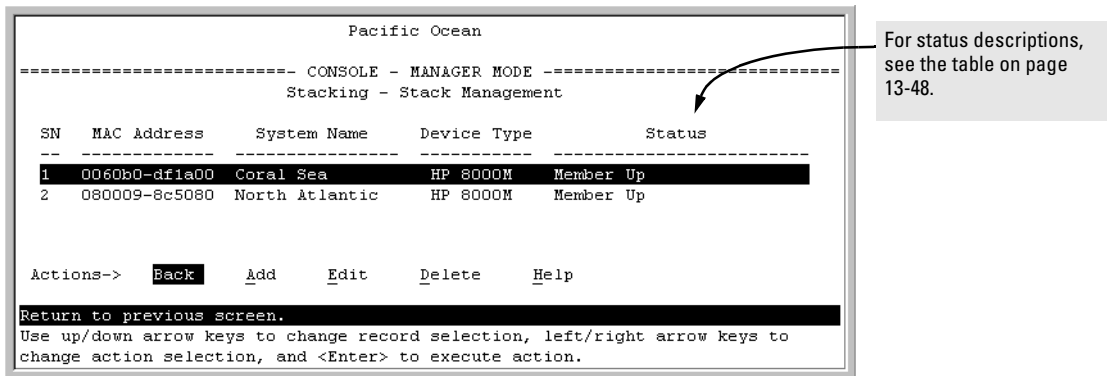 Pacific Ocean
==========================- CONSOLE - MANAGER MODE -============================
Stacking - Stack Management
SN MAC Address System Name Device Type Status
-- ------------- --------------- ----------- -------------------------
1 0060b0-df1a00 Coral Sea HP 8000M Member Up
2 080009-8c5080 North Atlantic HP 8000M Member Up
Actions-> Back Add Edit Delete Help
Return to previous screen.
Use up/down arrow keys to change record selection, left/right arrow keys to
change action selection, and <Enter> to execute action.
For status descriptions,
see the table on page
13-48.